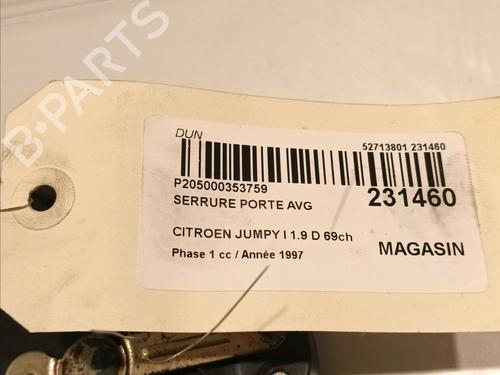 B-PARTS
DUN
52713801 231460
P205000353759
231460
SERRURE PORTE AVG
CITROEN JUMPY I 1.9 D 69ch
MAGASIN
Phase 1 cc / Année 1997